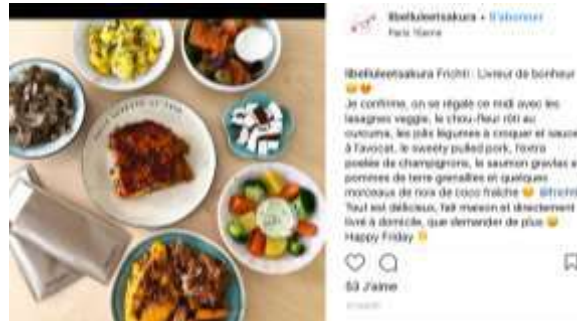 libelluleetsakura • S'abonner
Paris 16eme
libelluleetsakura Frichti : Livreur de bonheur
Je confirme, on se régale ce midi avec les
lasagnes veggie, le chou-fleur rôti au
curcuma, les jolis légumes à croquer et sauce
à l'avocat, le sweety pulled pork, l'extra
poelée de champignons, le saumon gravlax et
pommes de terre grenailles et quelques
morceaux de noix de coco fraîche
Tout est délicieux, fait maison et directement
livré à domicile, que demander de plus
Happy Friday
53 J'aime